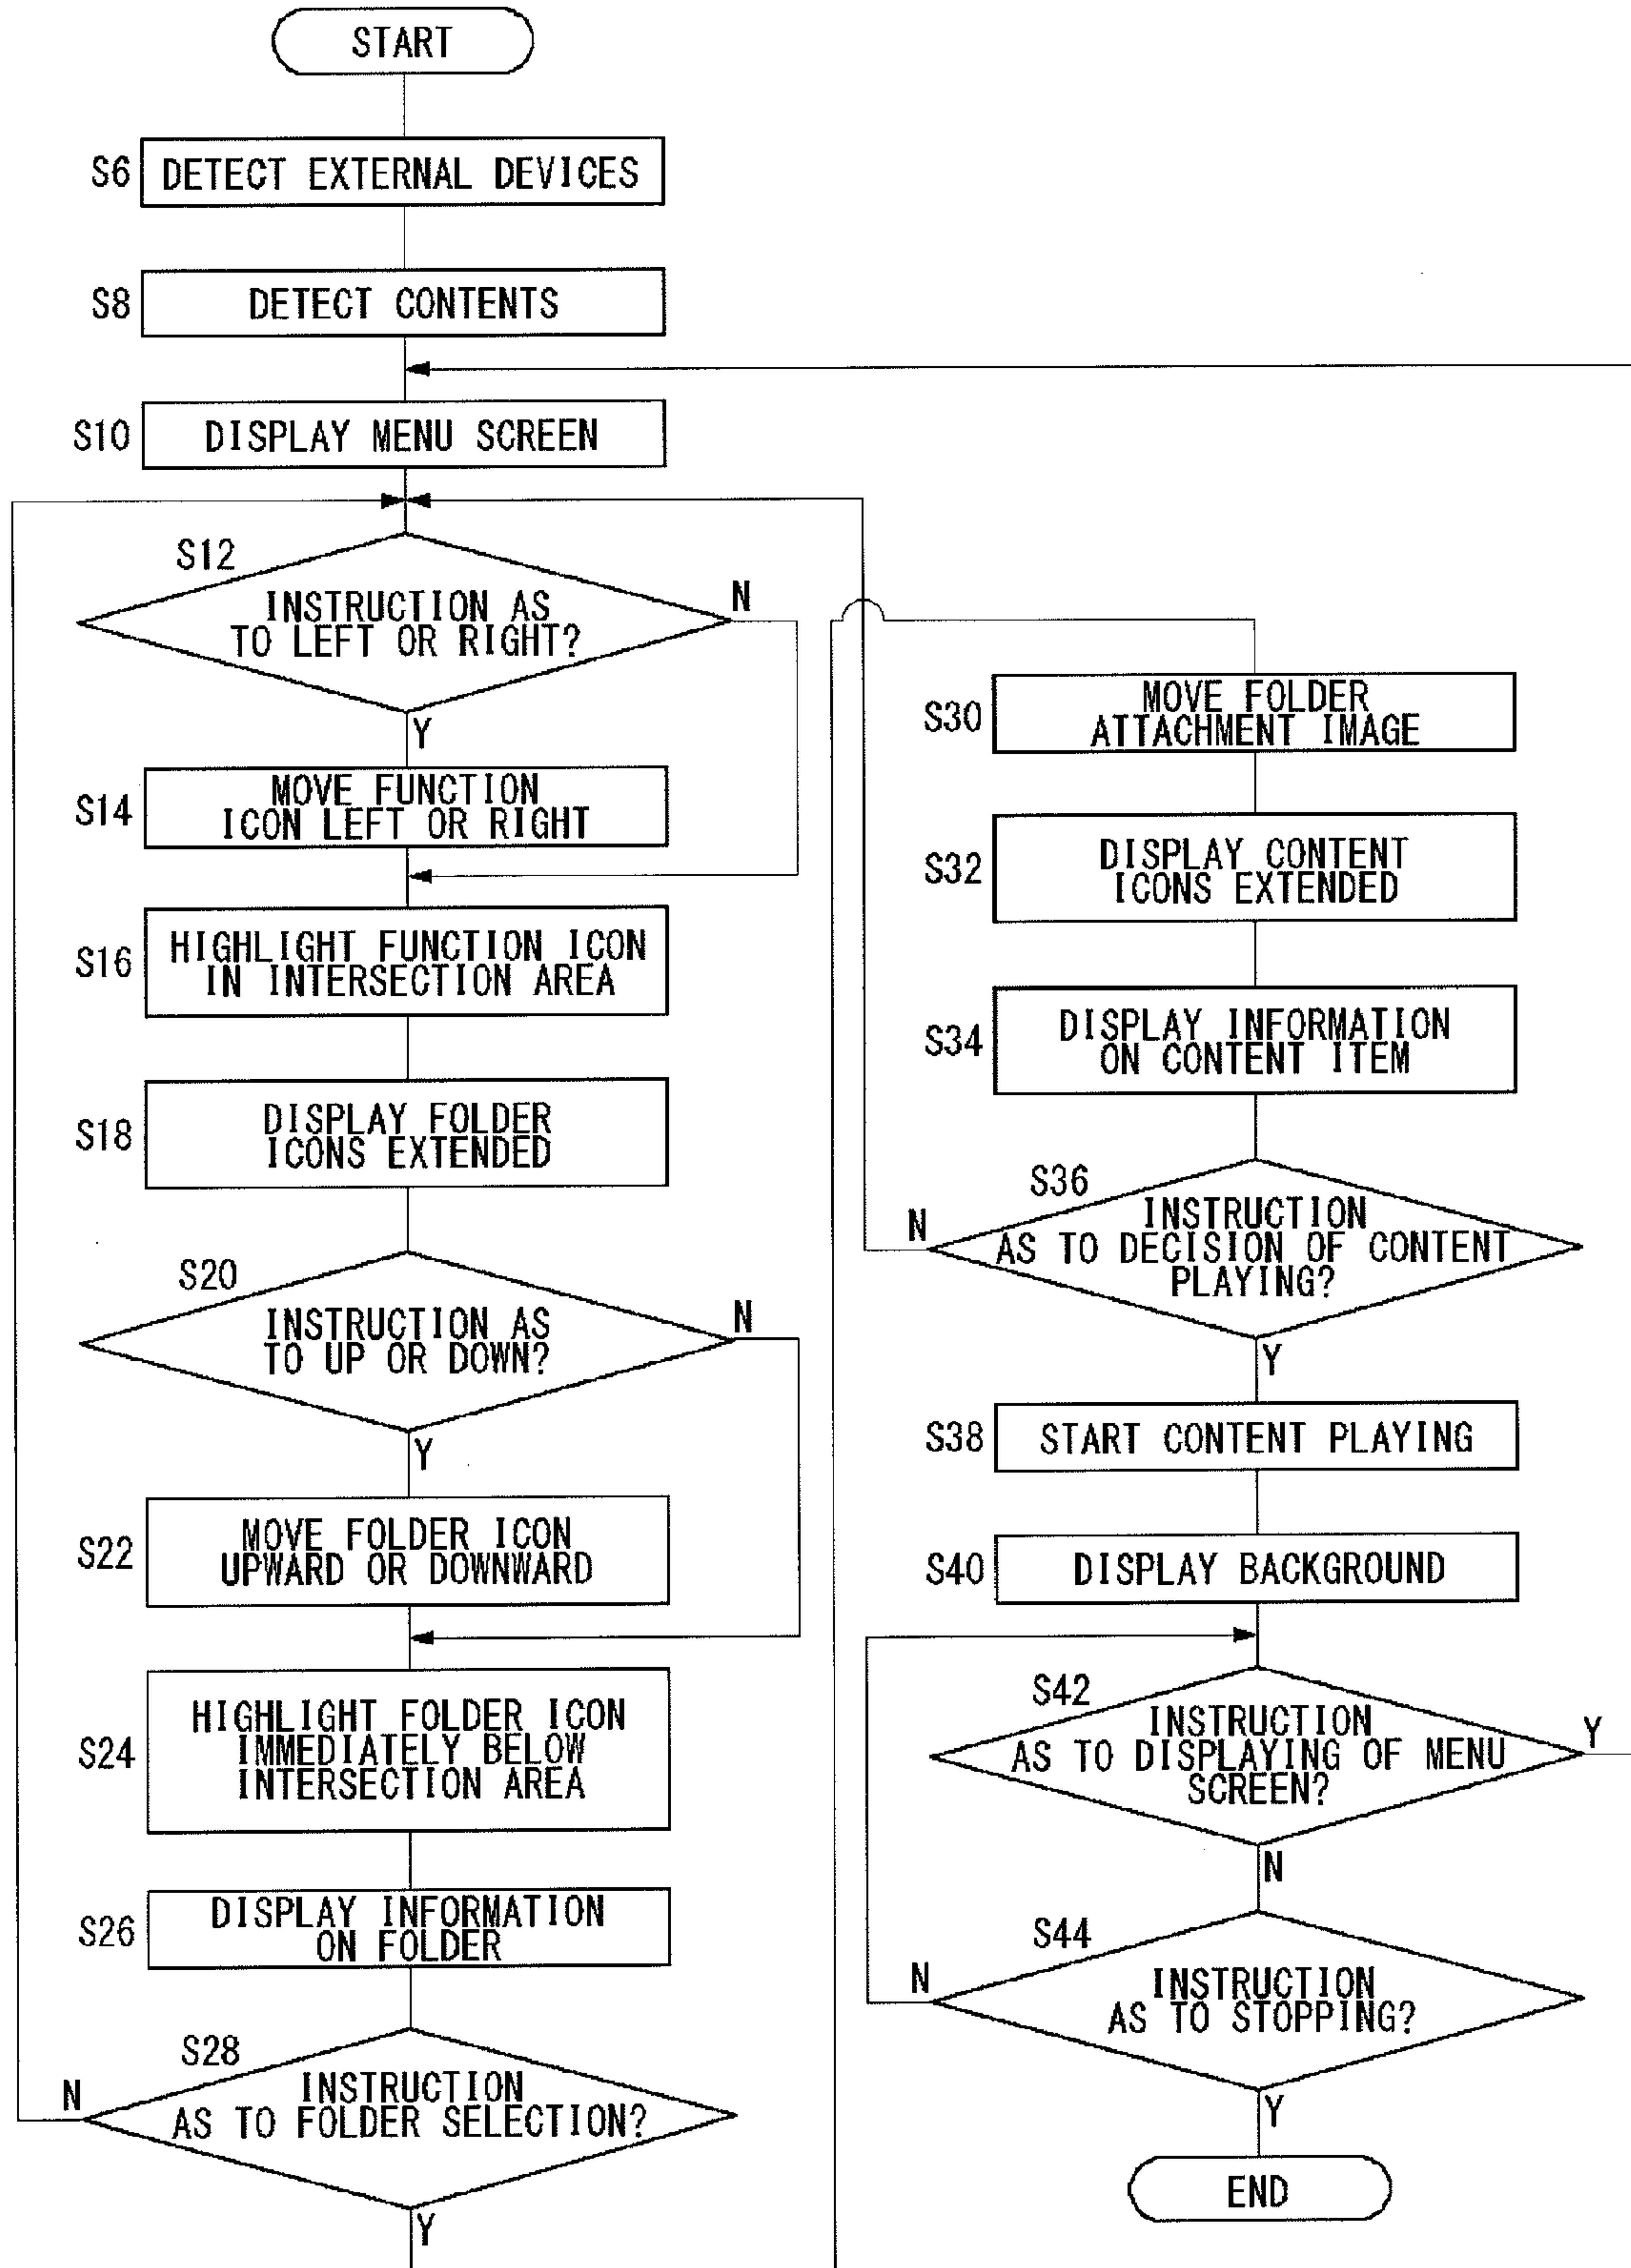 START
S6
DETECT EXTERNAL DEVICES
S8
DETECT CONTENTS
S10
DISPLAY MENU SCREEN
S12
INSTRUCTION AS
TO LEFT OR RIGHT?
N
Y
S14
MOVE FUNCTION
ICON LEFT OR RIGHT
S16
HIGHLIGHT FUNCTION ICON
IN INTERSECTION AREA
S18
DISPLAY FOLDER
ICONS EXTENDED
S20
INSTRUCTION AS
TO UP OR DOWN?
N
Y
S22
MOVE FOLDER ICON
UPWARD OR DOWNWARD
S24
HIGHLIGHT FOLDER ICON
IMMEDIATELY BELOW
INTERSECTION AREA
S26
DISPLAY INFORMATION
ON FOLDER
S28
INSTRUCTION
AS TO FOLDER SELECTION?
N
Y
S30
MOVE FOLDER
ATTACHMENT IMAGE
S32
DISPLAY CONTENT
ICONS EXTENDED
S34
DISPLAY INFORMATION
ON CONTENT ITEM
S36
INSTRUCTION
AS TO DECISION OF CONTENT
PLAYING?
N
Y
S38
START CONTENT PLAYING
S40
DISPLAY BACKGROUND
S42
INSTRUCTION
AS TO DISPLAYING OF MENU
SCREEN?
Y
N
S44
INSTRUCTION
AS TO STOPPING?
N
Y
END